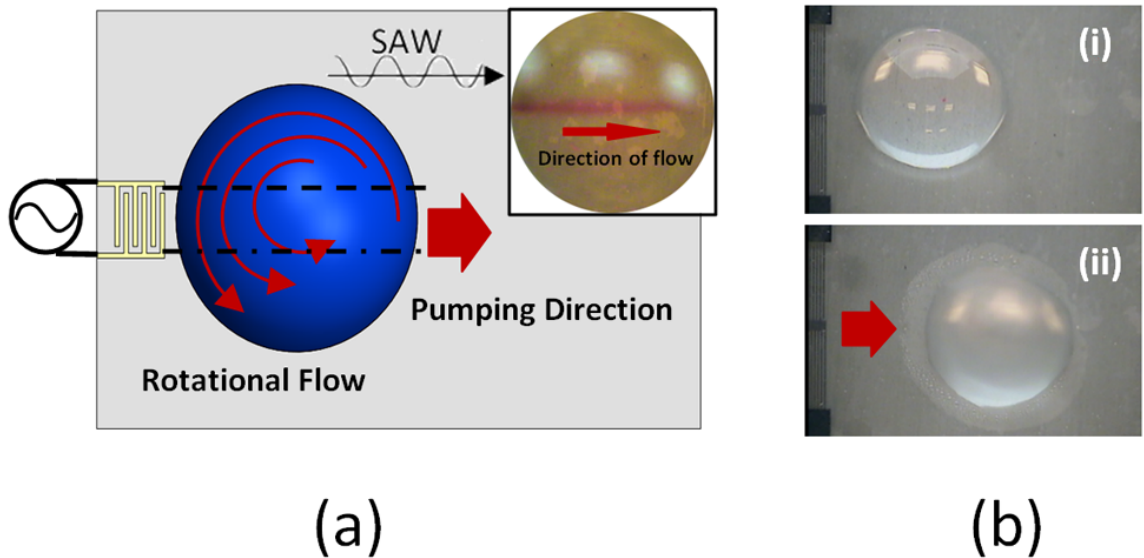 SAW
Direction of flow
Pumping Direction
Rotational Flow
(a)
(i)
(ii)
(b)